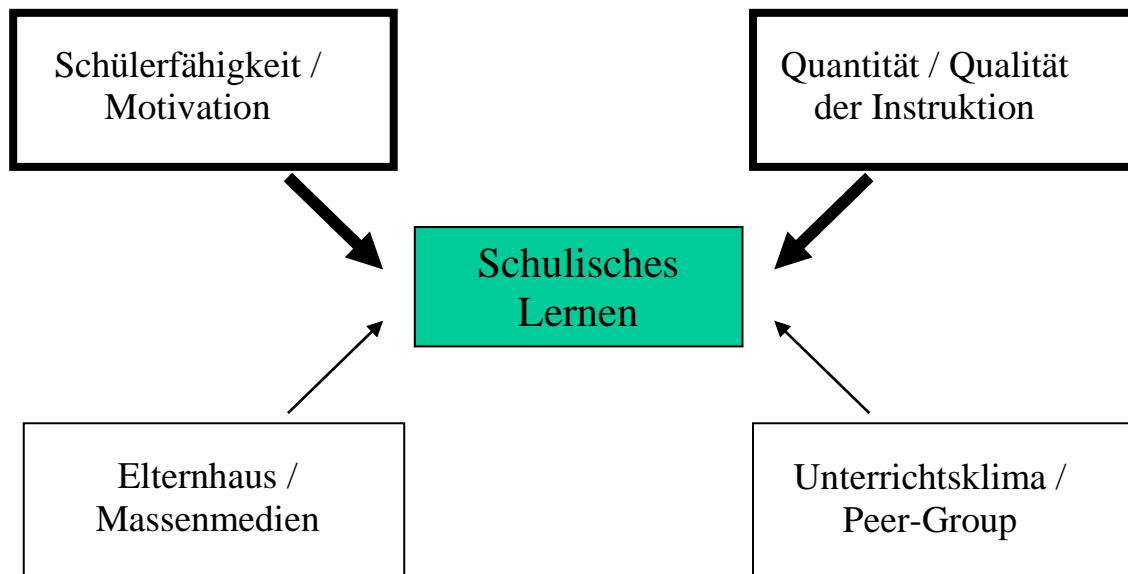 Schülerfähigkeit /
Motivation
Quantität / Qualität
der Instruktion
Schulisches
Lernen
Elternhaus /
Massenmedien
Unterrichtsklima /
Peer-Group